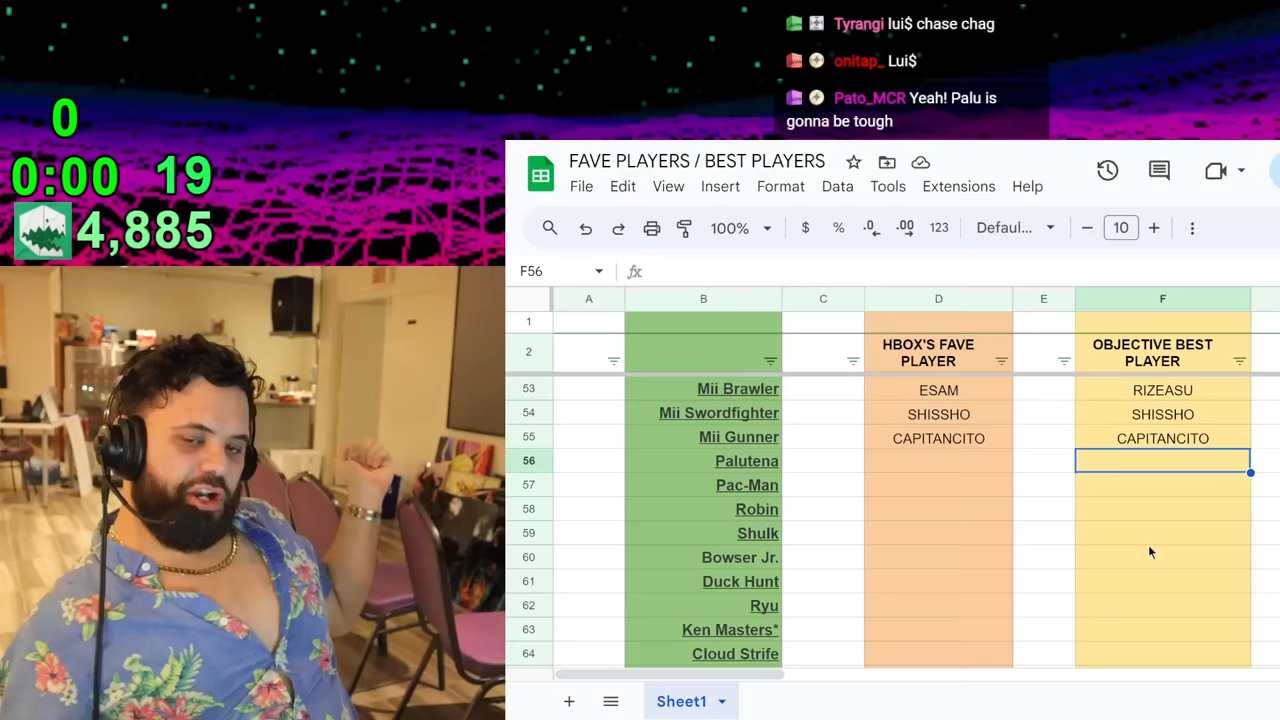 Tyrangi lui$ chase chag
onitap_ Lui$
Pato_MCR Yeah! Palu is
gonna be tough
0
0:00 19
4,885
FAVE PLAYERS / BEST PLAYERS
File Edit View Insert Format Data Tools Extensions Help
100% $ % .0 .00 123 Defaul... 10
F56 fx
A B C D E F
1
2 HBOX'S FAVE PLAYER OBJECTIVE BEST PLAYER
53 Mii Brawler ESAM RIZEASU
54 Mii Swordfighter SHISSHO SHISSHO
55 Mii Gunner CAPITANCITO CAPITANCITO
56 Palutena
57 Pac-Man
58 Robin
59 Shulk
60 Bowser Jr.
61 Duck Hunt
62 Ryu
63 Ken Masters*
64 Cloud Strife
Sheet1